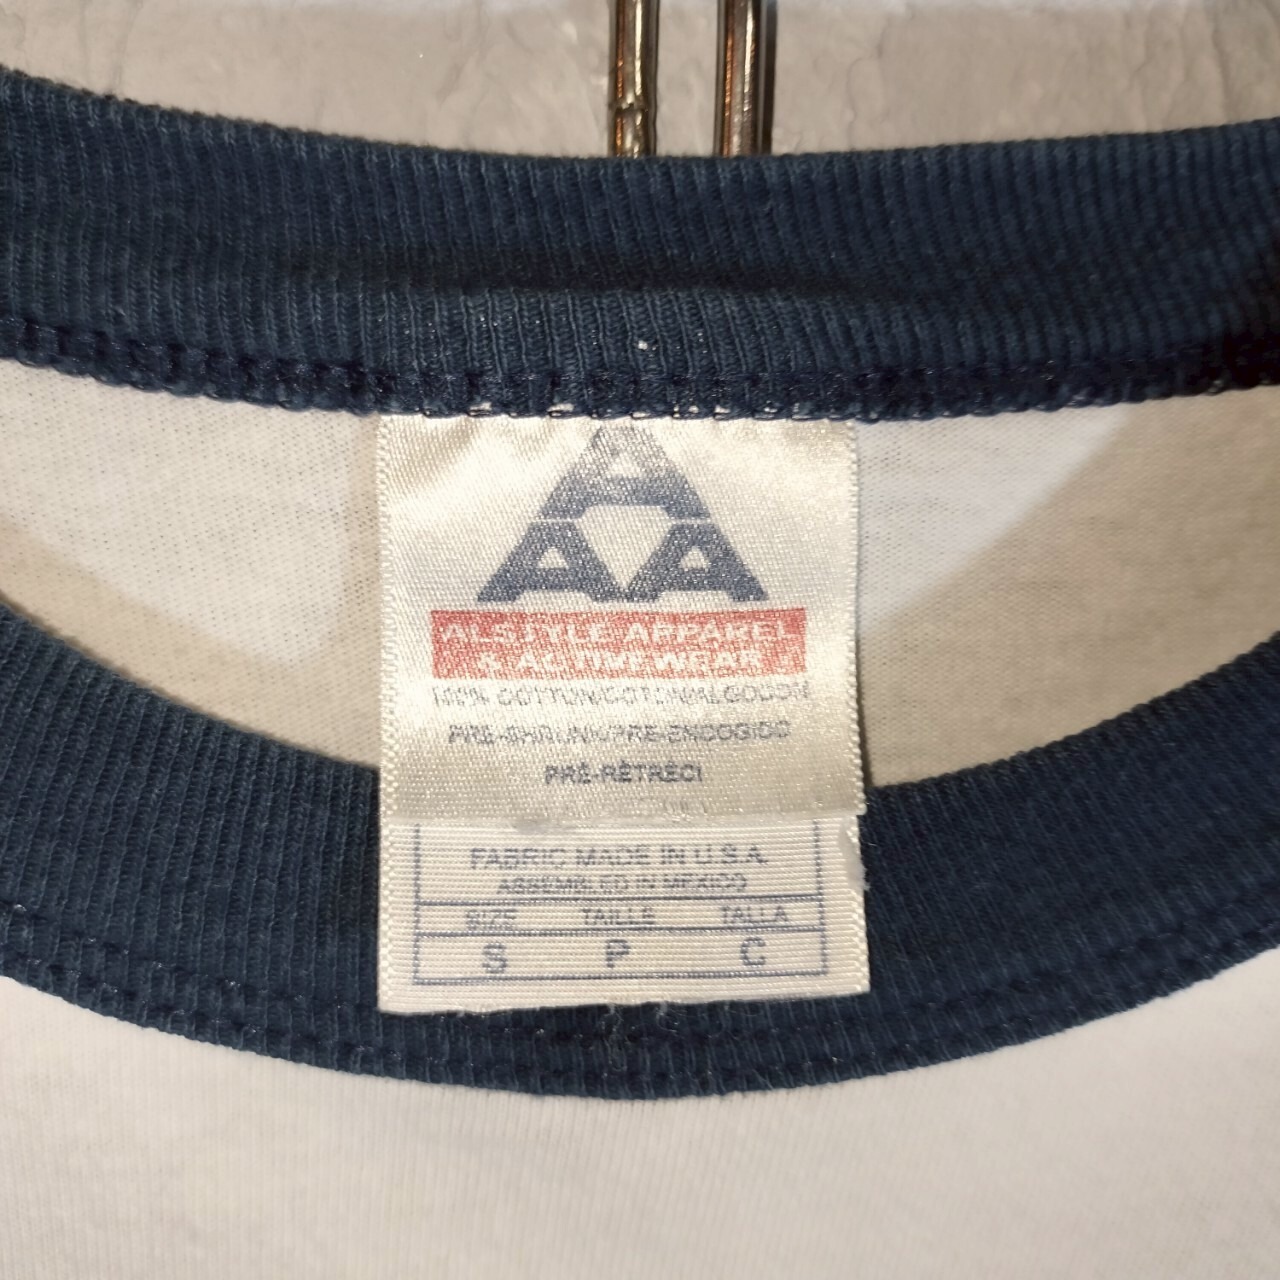 A
A A
ALSTYLE APPAREL
& ACTIVEWEAR
100% COTTON/COTON/ALGODON
PRE-SHRUNK/PRE-ENCOGIDO
PRÉ-RÉTRÉCI
FABRIC MADE IN U.S.A.
ASSEMBLED IN MEXICO
SIZE TAILLE TALLA
S P C